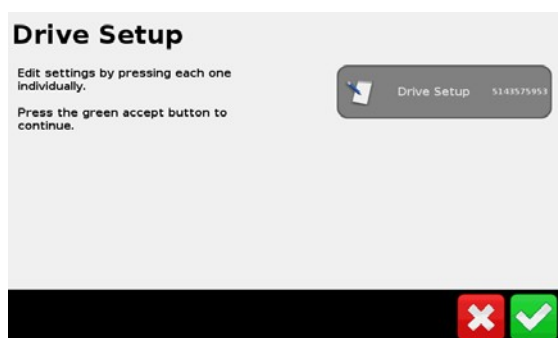 Drive Setup
Edit settings by pressing each one
individually.
Press the green accept button to
continue.
Drive Setup 5143575953